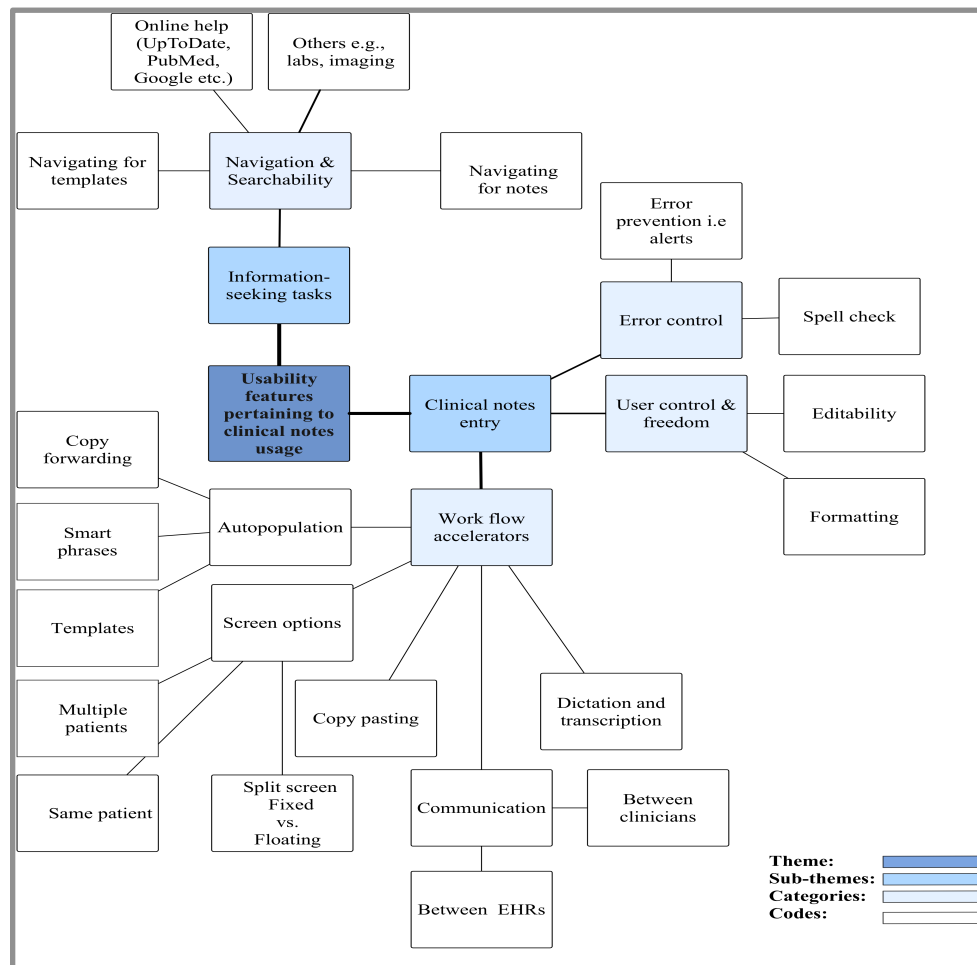 Online help
(UpToDate,
PubMed,
Google etc.)
Others e.g.,
labs, imaging
Navigating for
templates
Navigation &
Searchability
Navigating
for notes
Error
prevention i.e
alerts
Information-
seeking tasks
Error control
Spell check
Usability
features
pertaining to
clinical notes
usage
Clinical notes
entry
User control &
freedom
Editability
Copy
forwarding
Formatting
Autopopulation
Work flow
accelerators
Smart
phrases
Templates
Screen options
Multiple
patients
Copy pasting
Dictation and
transcription
Same patient
Split screen
Fixed
vs.
Floating
Communication
Between
clinicians
Between EHRs
Theme:
Sub-themes:
Categories:
Codes: